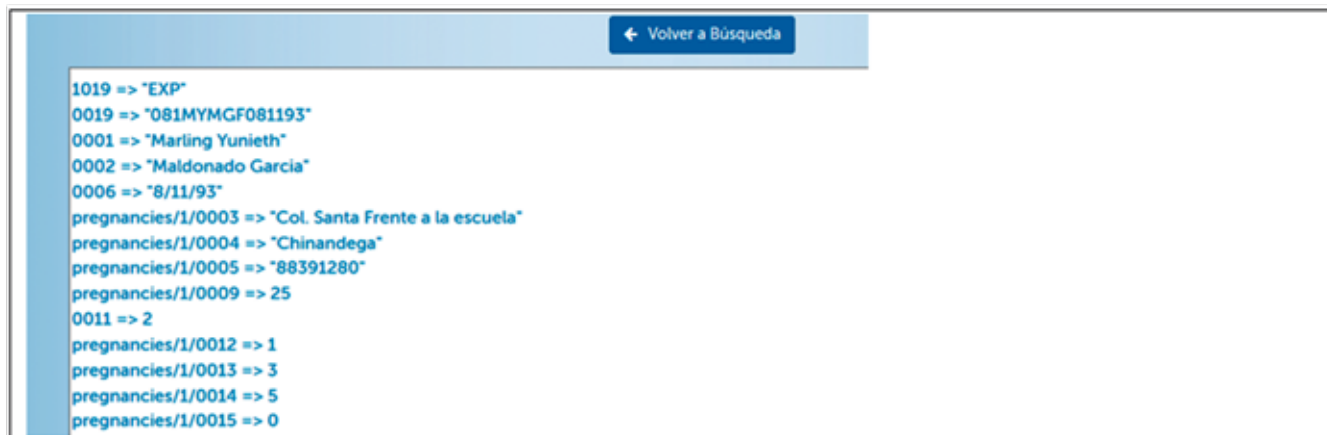 ← Volver a Búsqueda
1019 => "EXP"
0019 => "081MYMGF081193"
0001 => "Marling Yunieth"
0002 => "Maldonado Garcia"
0006 => "8/11/93"
pregnancies/1/0003 => "Col. Santa Frente a la escuela"
pregnancies/1/0004 => "Chinandega"
pregnancies/1/0005 => "88391280"
pregnancies/1/0009 => 25
0011 => 2
pregnancies/1/0012 => 1
pregnancies/1/0013 => 3
pregnancies/1/0014 => 5
pregnancies/1/0015 => 0